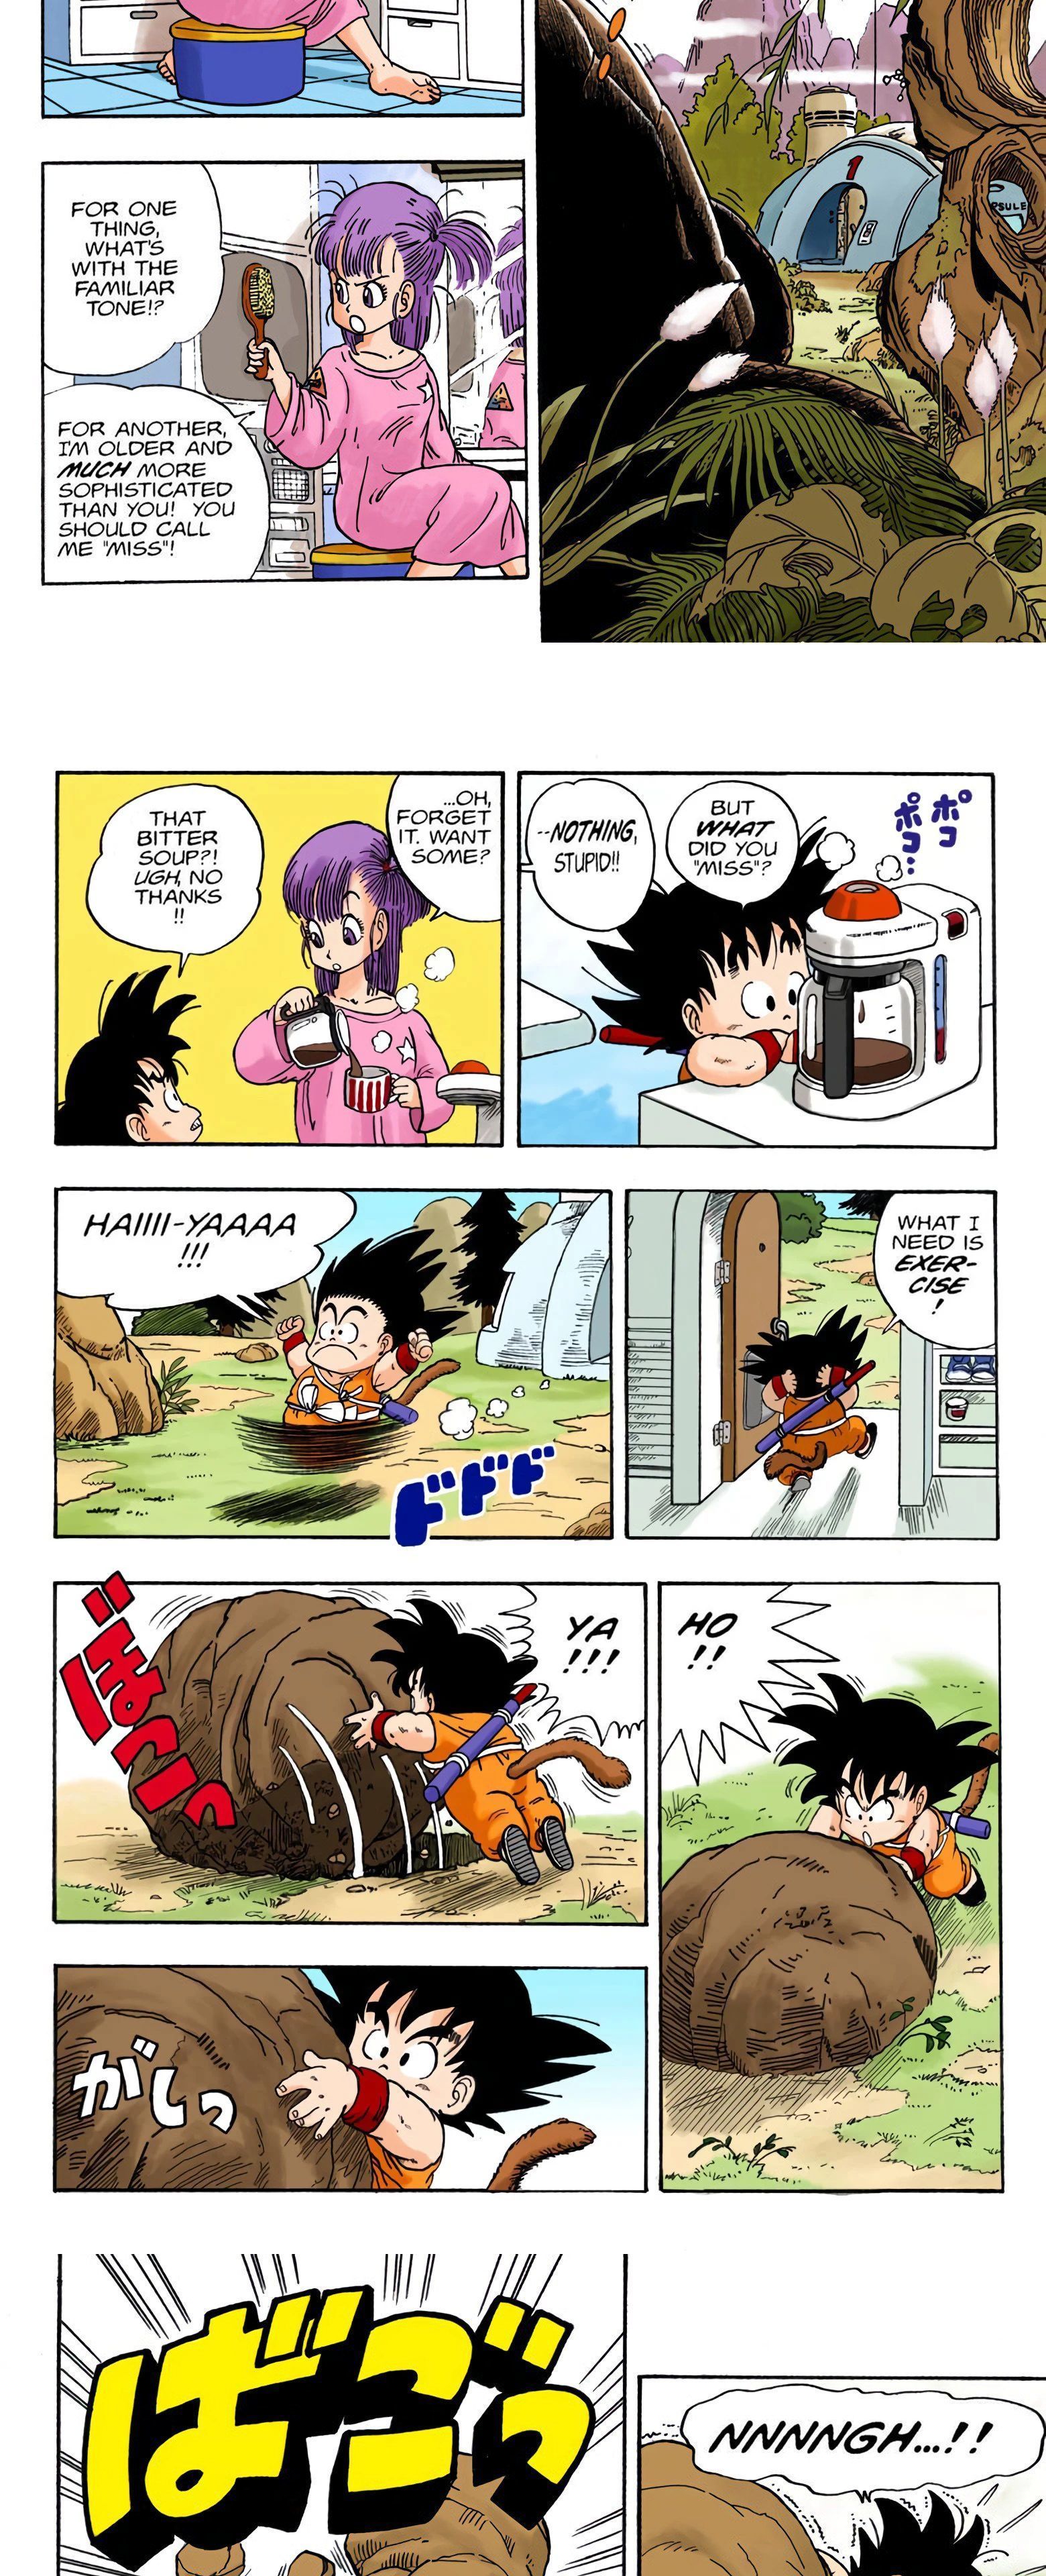 1
PSULE
FOR ONE
THING,
WHAT'S
WITH THE
FAMILIAR
TONE!?
FOR ANOTHER,
I'M OLDER AND
MUCH MORE
SOPHISTICATED
THAN YOU! YOU
SHOULD CALL
ME "MISS"!
ポコ
ポコ…
BUT
WHAT
DID YOU
"MISS"?
--NOTHING,
STUPID!!
...OH,
FORGET
IT. WANT
SOME?
THAT
BITTER
SOUP?!
UGH, NO
THANKS
!!
WHAT I
NEED IS
EXER-
CISE
!
HAIIII-YAAAA
!!!
ドドド
HO
!!
YA
!!!
ぼこっ
がしっ
NNNNGH...!!
ばこっ